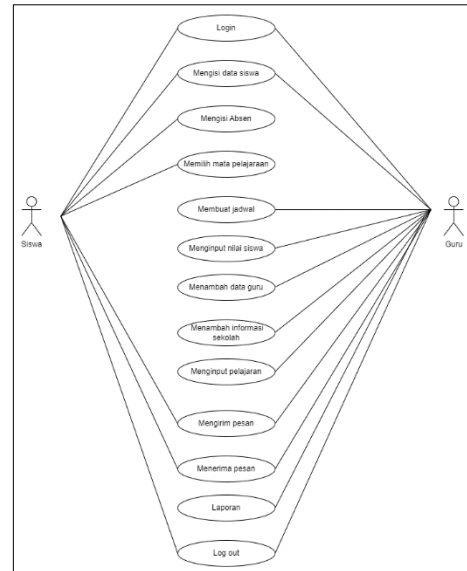 Login
Mengisi data siswa
Mengisi Absen
Memilih mata pelajaraan
Membuat jadwal
Siswa
Guru
Menginput nilai siswa
Menambah data guru
Menambah informasi
sekolah
Menginput pelajaran
Mengirim pesan
Menerima pesan
Laporan
Log out